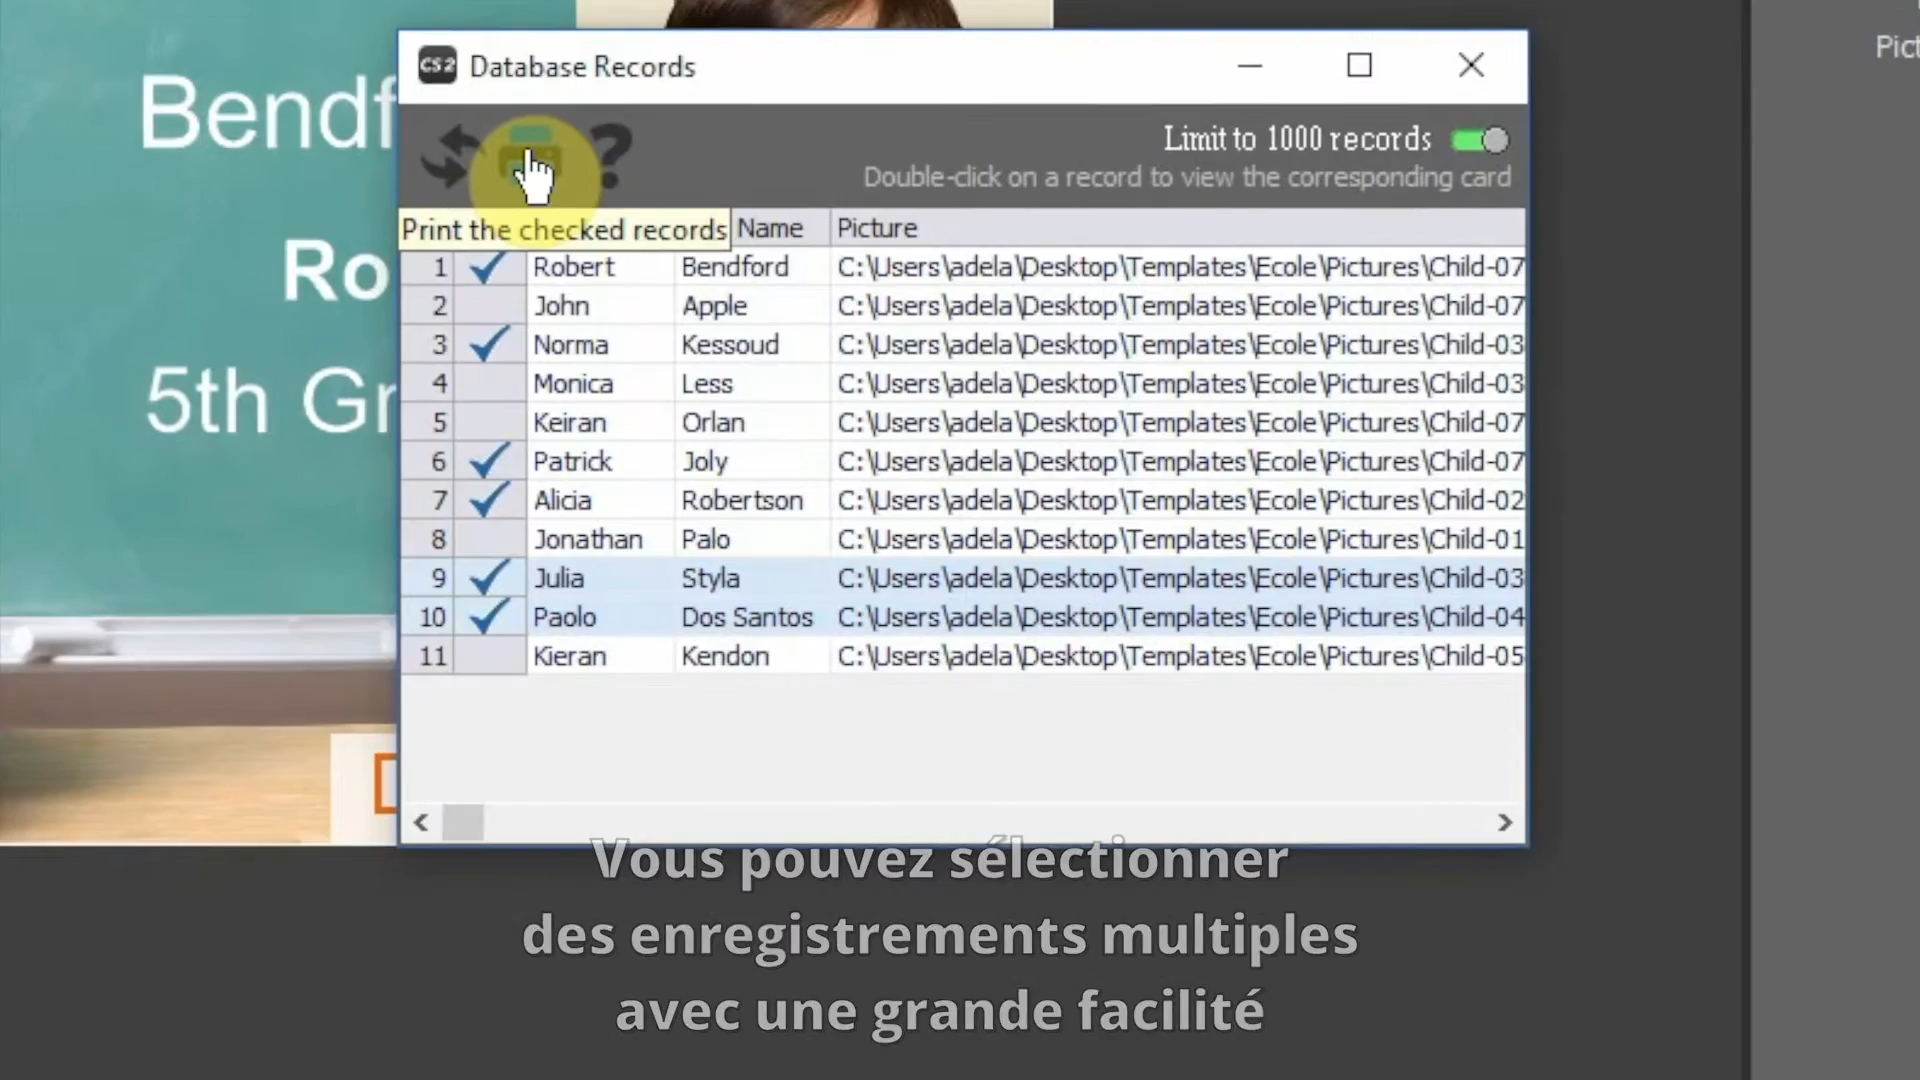 Pict
CS2 Database Records
Bendf
Limit to 1000 records
Double-click on a record to view the corresponding card
Print the checked records Name Picture
1 Robert Bendford C:\Users\adela\Desktop\Templates\Ecole\Pictures\Child-07
2 John Apple C:\Users\adela\Desktop\Templates\Ecole\Pictures\Child-07
Ro
3 Norma Kessoud C:\Users\adela\Desktop\Templates\Ecole\Pictures\Child-03
4 Monica Less C:\Users\adela\Desktop\Templates\Ecole\Pictures\Child-03
5th Gr
5 Keiran Orlan C:\Users\adela\Desktop\Templates\Ecole\Pictures\Child-07
6 Patrick Joly C:\Users\adela\Desktop\Templates\Ecole\Pictures\Child-07
7 Alicia Robertson C:\Users\adela\Desktop\Templates\Ecole\Pictures\Child-02
8 Jonathan Palo C:\Users\adela\Desktop\Templates\Ecole\Pictures\Child-01
9 Julia Styla C:\Users\adela\Desktop\Templates\Ecole\Pictures\Child-03
10 Paolo Dos Santos C:\Users\adela\Desktop\Templates\Ecole\Pictures\Child-04
11 Kieran Kendon C:\Users\adela\Desktop\Templates\Ecole\Pictures\Child-05
Vous pouvez sélectionner
des enregistrements multiples
avec une grande facilité